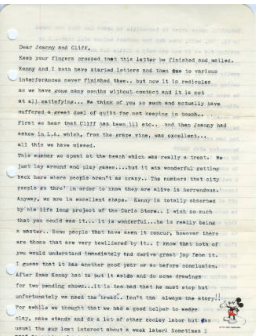 Dear Jeanny and Cliff,
Keep your fingers crossed that this letter be finished and mailed.
Kenny and I both have started letters and then due to various
interferences never finished them.. but now it is rediculos
as we have gone many months without contact and it is not
at all satisfying... We think of you so much and actually have
suffered a great deal of guilt for not keeping in touch.
First we hear that Cliff has been ill and.. and then Jeanny had
a show in L.A. which, from the grape vine, was excellent...
all this we have missed.
This summer we spent at the beach which was really a treat. We
just lay around and play games...but it was wonderful getting
back here where people aren't so crazy.. The numbers that city
people go thru' in order to know they are alive is horrendous.
Anyway, we are in excellent shape. Kenny is totally absorbed
by his life long project of the Dario Stare.. I wish so much
that you could see it.. it is wonderful...he is really being
a master. Some people that have seen it concur, however there
are those that are very bewildered by it.. I know that both of
you would understand immediately and derive great joy from it.
I guess that it has another good year or so before conclusion.
After Xmas Kenny has to put it aside and do some drawings
for two pending shows...it is too bad that he must stop but
unfortunately we need the bread.. Isn't that always the story!!
For awhile we thought that we had a good helper to wedge
clay, make stands and do a lot of other donkey labor but as
usual the guy lost interest about a week later! Sometimes I